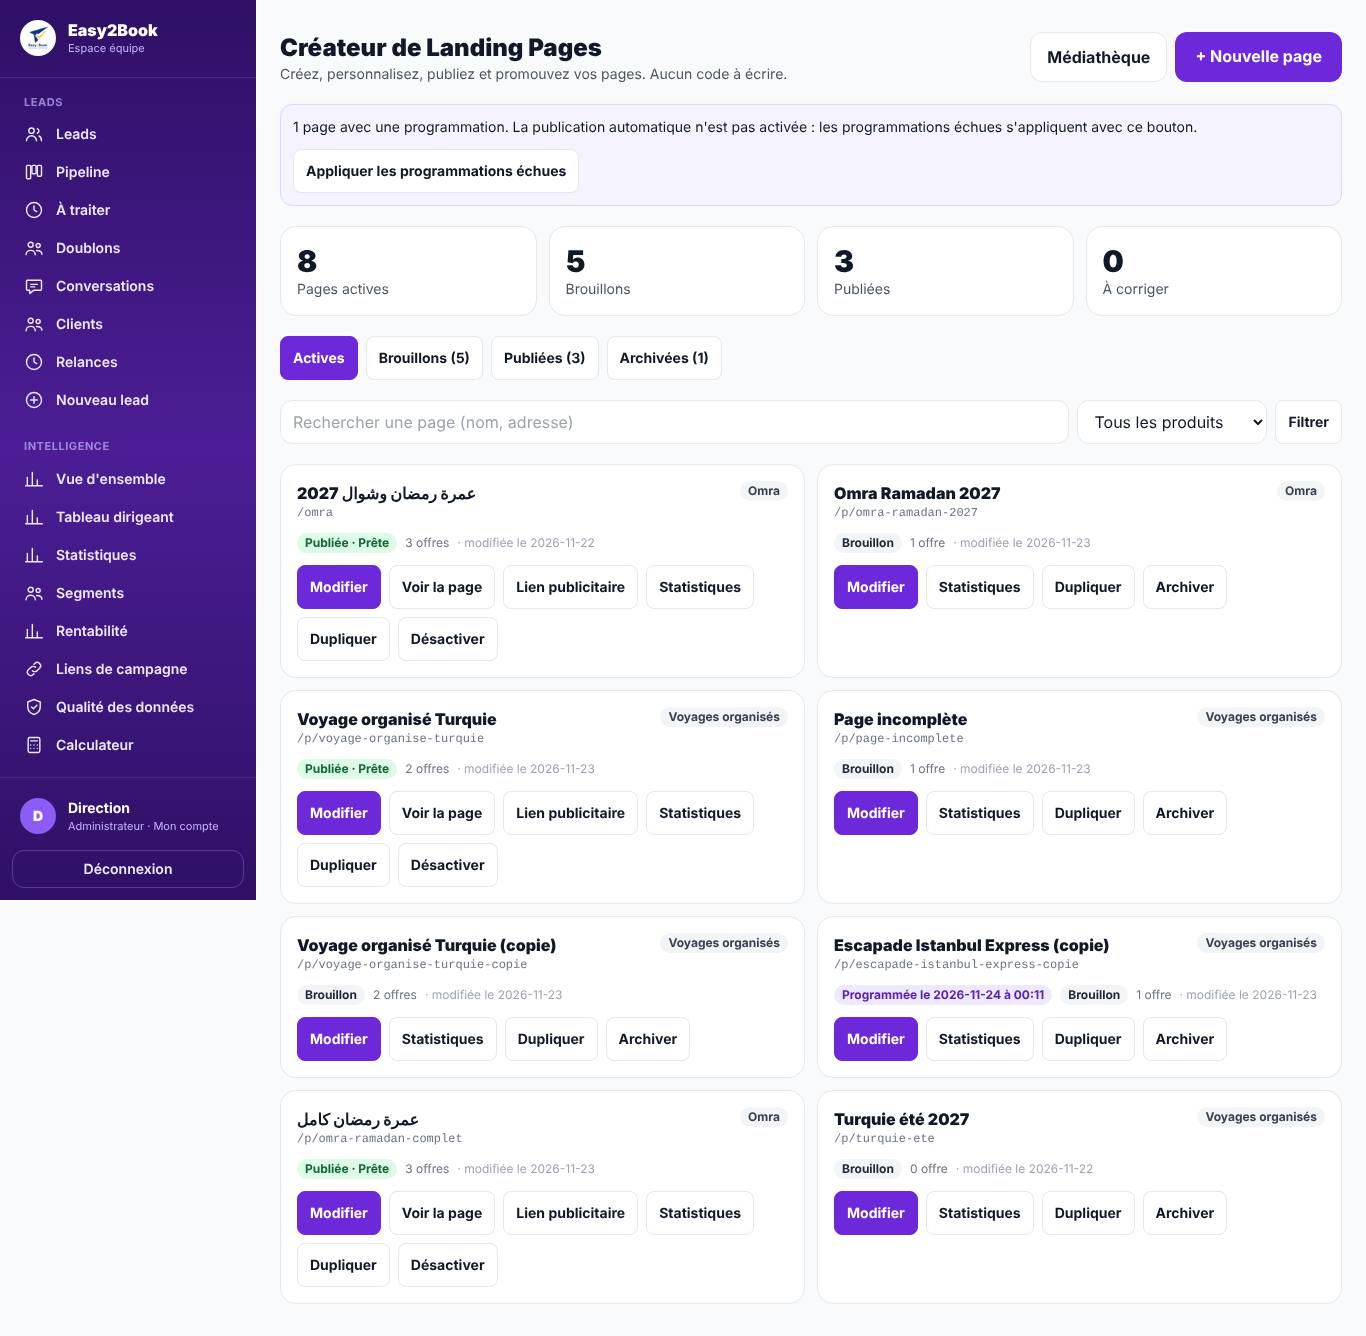 Easy2Book
Espace équipe
LEADS
Leads
Pipeline
À traiter
Doublons
Conversations
Clients
Relances
Nouveau lead
INTELLIGENCE
Vue d'ensemble
Tableau dirigeant
Statistiques
Segments
Rentabilité
Liens de campagne
Qualité des données
Calculateur
D
Direction
Administrateur · Mon compte
Déconnexion
Créateur de Landing Pages
Créez, personnalisez, publiez et promouvez vos pages. Aucun code à écrire.
Médiathèque
+ Nouvelle page
1 page avec une programmation. La publication automatique n'est pas activée : les programmations échues s'appliquent avec ce bouton.
Appliquer les programmations échues
8
Pages actives
5
Brouillons
3
Publiées
0
À corriger
Actives
Brouillons (5)
Publiées (3)
Archivées (1)
Rechercher une page (nom, adresse)
Tous les produits
Filtrer
عمرة رمضان وشوال 2027
Omra
/omra
Publiée · Prête 3 offres · modifiée le 2026-11-22
Modifier Voir la page Lien publicitaire Statistiques
Dupliquer Désactiver
Omra Ramadan 2027
Omra
/p/omra-ramadan-2027
Brouillon 1 offre · modifiée le 2026-11-23
Modifier Statistiques Dupliquer Archiver
Voyage organisé Turquie
Voyages organisés
/p/voyage-organise-turquie
Publiée · Prête 2 offres · modifiée le 2026-11-23
Modifier Voir la page Lien publicitaire Statistiques
Dupliquer Désactiver
Page incomplète
Voyages organisés
/p/page-incomplete
Brouillon 1 offre · modifiée le 2026-11-23
Modifier Statistiques Dupliquer Archiver
Voyage organisé Turquie (copie)
Voyages organisés
/p/voyage-organise-turquie-copie
Brouillon 2 offres · modifiée le 2026-11-23
Modifier Statistiques Dupliquer Archiver
Escapade Istanbul Express (copie)
Voyages organisés
/p/escapade-istanbul-express-copie
Programmée le 2026-11-24 à 00:11 Brouillon 1 offre · modifiée le 2026-11-23
Modifier Statistiques Dupliquer Archiver
عمرة رمضان كامل
Omra
/p/omra-ramadan-complet
Publiée · Prête 3 offres · modifiée le 2026-11-23
Modifier Voir la page Lien publicitaire Statistiques
Dupliquer Désactiver
Turquie été 2027
Voyages organisés
/p/turquie-ete
Brouillon 0 offre · modifiée le 2026-11-22
Modifier Statistiques Dupliquer Archiver